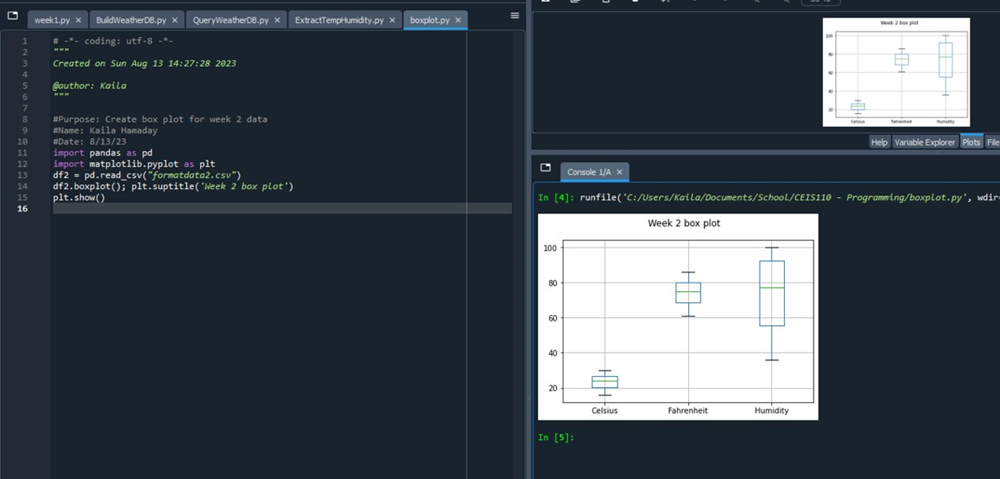 week1.py
BuildWeatherDB.py
QueryWeatherDB.py
ExtractTempHumidity.py
boxplot.py
1 # -*- coding: utf-8 -*-
2 """
3 Created on Sun Aug 13 14:27:28 2023
4
5 @author: Kaila
6 """
7
8 #Purpose: Create box plot for week 2 data
9 #Name: Kaila Hamaday
10 #Date: 8/13/23
11 import pandas as pd
12 import matplotlib.pyplot as plt
13 df2 = pd.read_csv("formatdata2.csv")
14 df2.boxplot(); plt.suptitle('Week 2 box plot')
15 plt.show()
16
Week 2 box plot
100
80
60
40
20
Celsius Fahrenheit Humidity
Help Variable Explorer Plots File
Console 1/A
In [4]: runfile('C:/Users/Kaila/Documents/School/CEIS110 - Programming/boxplot.py', wdir
Week 2 box plot
100
80
60
40
20
Celsius Fahrenheit Humidity
In [5]: